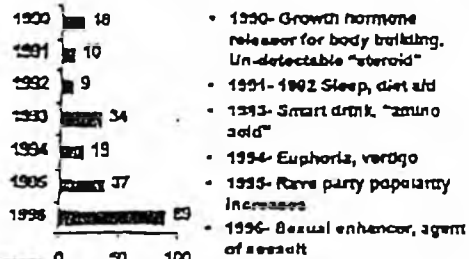 1990 18
1991 10
1992 9
1993 34
1994 19
1995 37
1996
0 50 100
• 1990- Growth hormone
releasor for body building.
Un-detectable "steroid"
• 1991- 1992 Sleep, diet aid
• 1993- Smart drink, "amino
acid"
• 1994- Euphoria, vertigo
• 1995- Rave party popularity
increases
• 1996- Sexual enhancer, agent
of assault